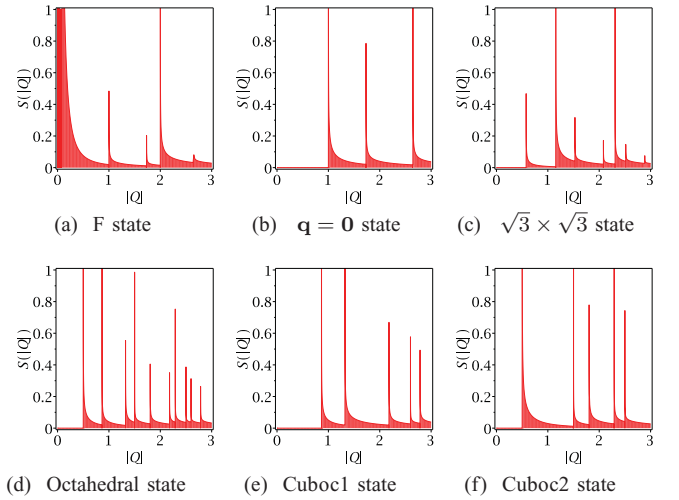 1
0.8
0.6
0.4
0.2
0
S(|Q|)
0 1 2 3
|Q|
(a) F state
1
0.8
0.6
0.4
0.2
0
S(|Q|)
0 1 2 3
|Q|
(b) q = 0 state
1
0.8
0.6
0.4
0.2
0
S(|Q|)
0 1 2 3
|Q|
(c) √3 × √3 state
1
0.8
0.6
0.4
0.2
0
S(|Q|)
0 1 2 3
|Q|
(d) Octahedral state
1
0.8
0.6
0.4
0.2
0
S(|Q|)
0 1 2 3
|Q|
(e) Cuboc1 state
1
0.8
0.6
0.4
0.2
0
S(|Q|)
0 1 2 3
|Q|
(f) Cuboc2 state